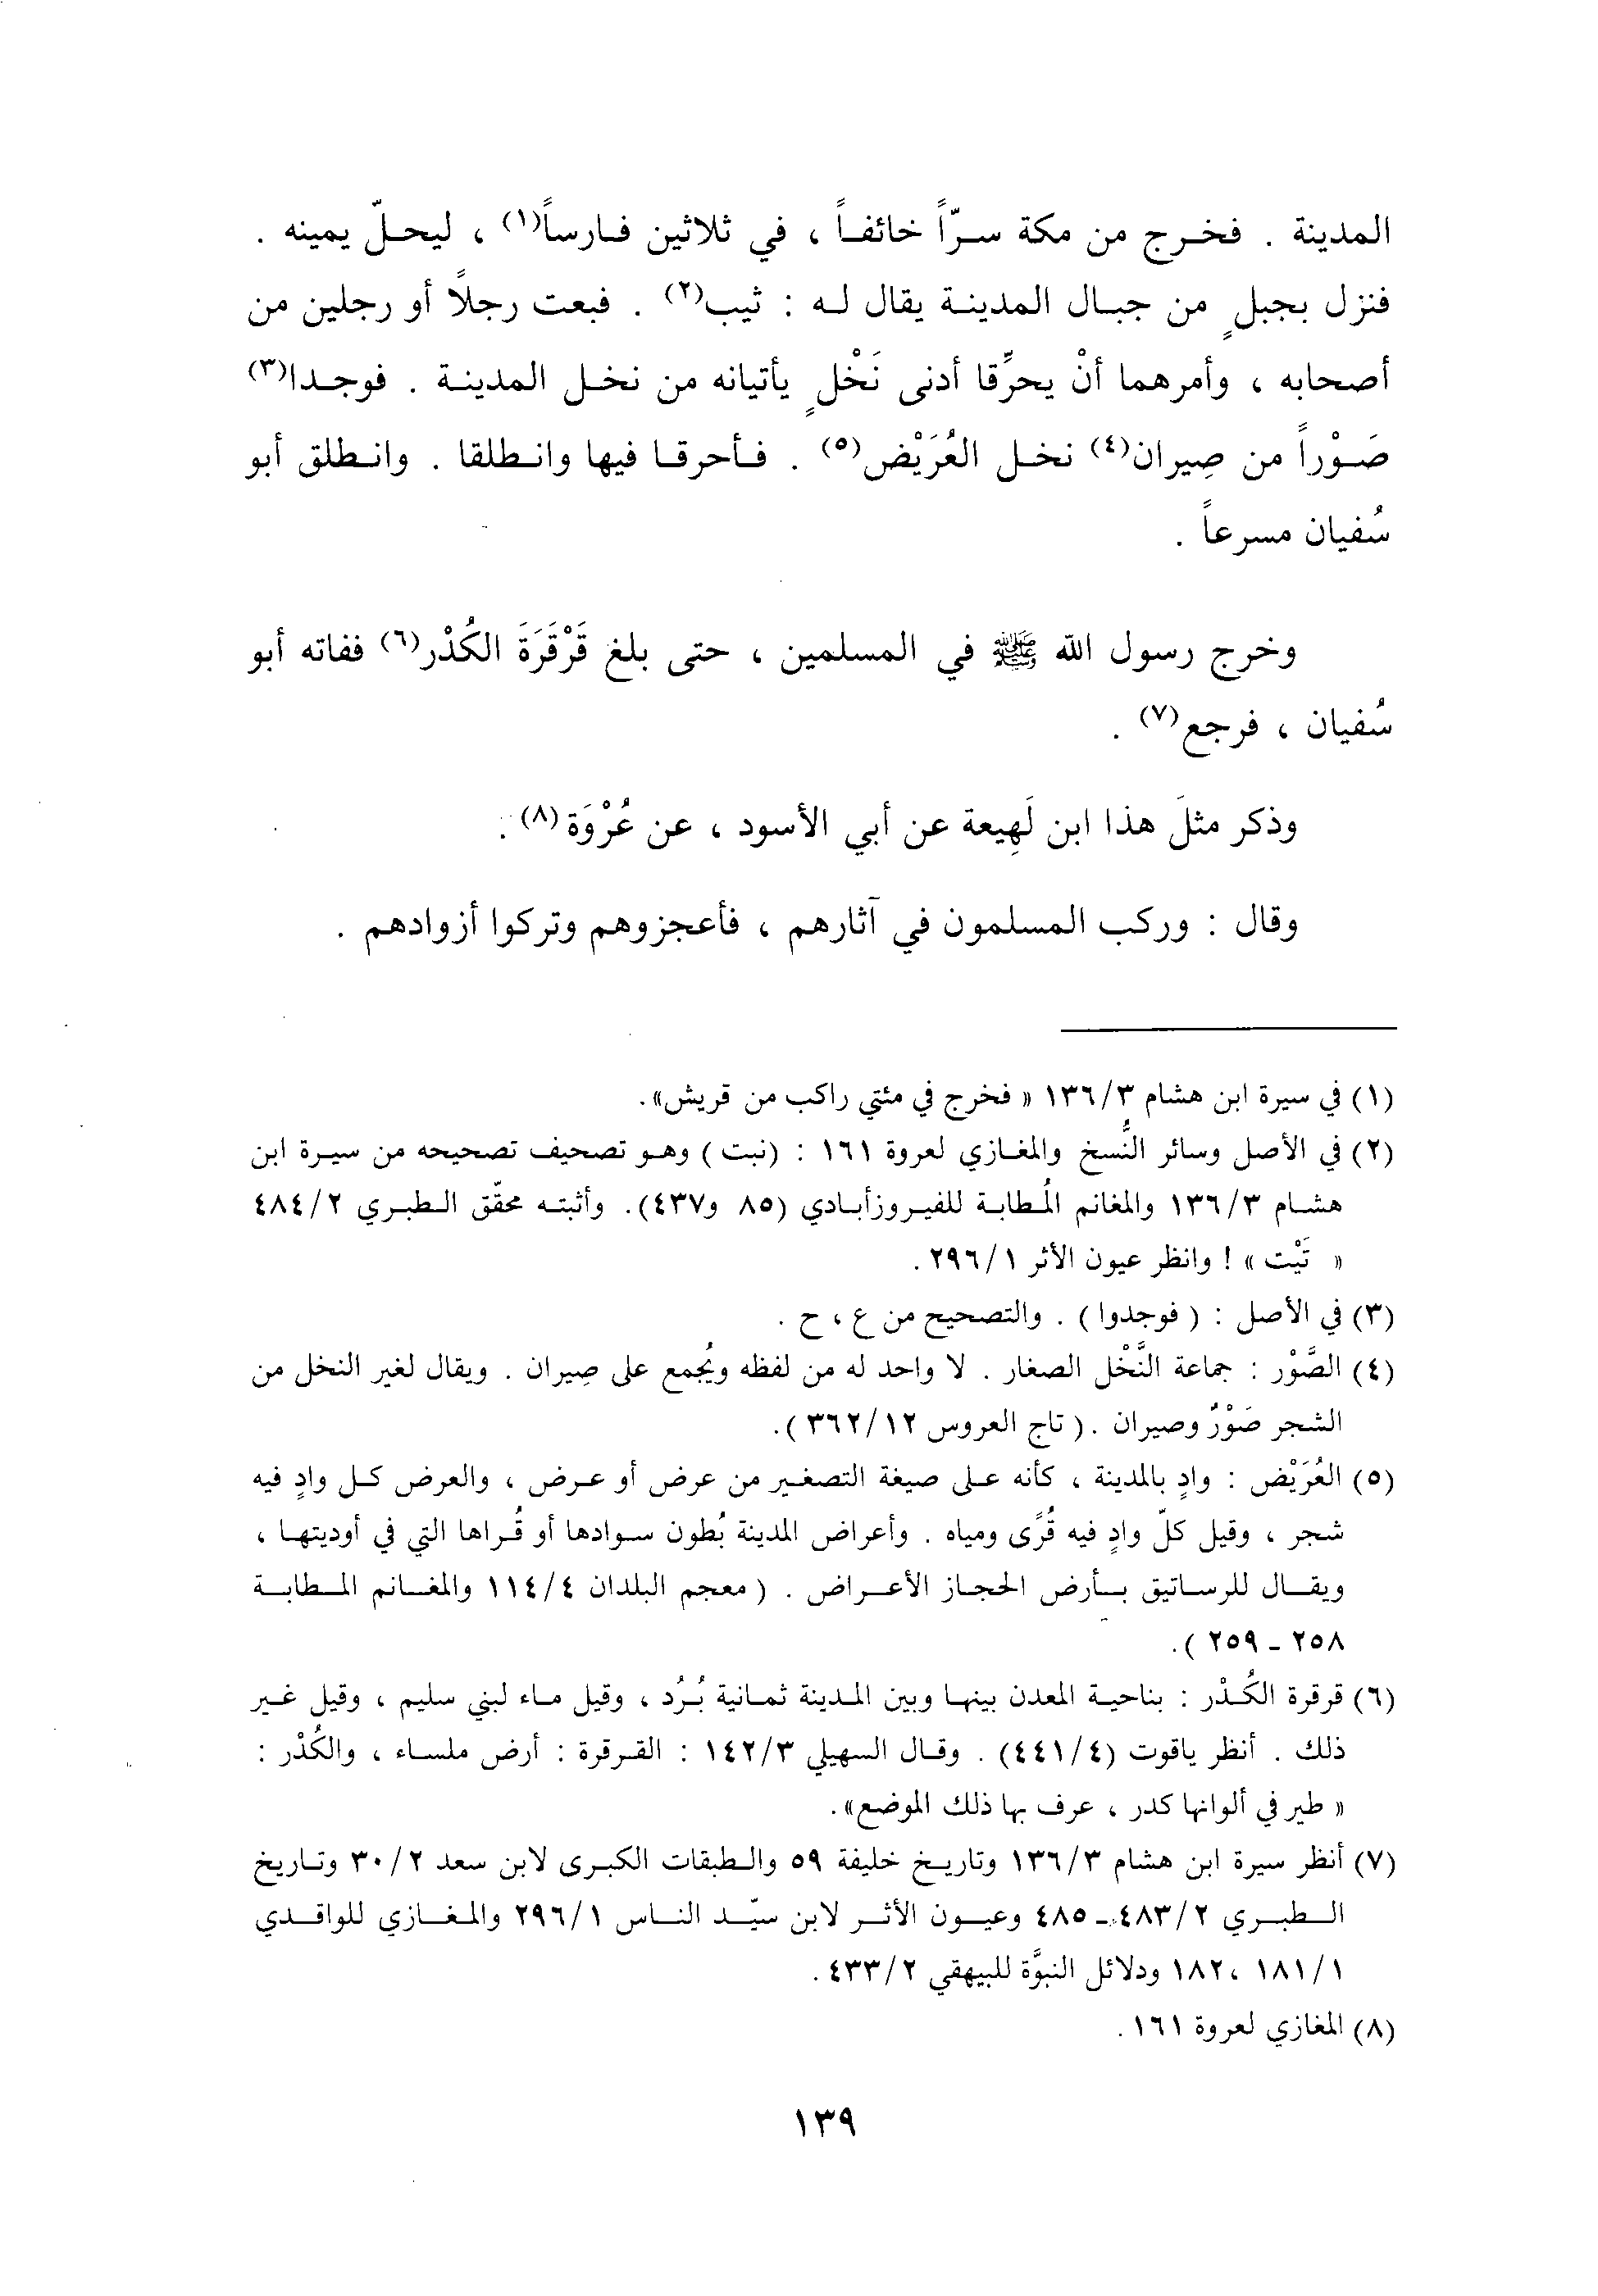 المدينة . فخرج من مكة سرّاً خائفاً ، في ثلاثين فارساً(١) ، ليحلّ يمينه .
فنزل بجبلٍ من جبال المدينة يقال له : ثيب(٢) . فبعت رجلاً أو رجلين من
أصحابه ، وأمرهما أنْ يحرِّقا أدنى نَخْلٍ يأتيانه من نخل المدينة . فوجدا(٣)
صَوْراً من صِيران(٤) نخل العُرَيْض(٥) . فأحرقا فيها وانطلقا . وانطلق أبو
سُفيان مسرعاً .
وخرج رسول الله ﷺ في المسلمين ، حتى بلغ قَرْقَرَةَ الكُدْر(٦) ففاته أبو
سُفيان ، فرجع(٧) .
وذكر مثلَ هذا ابن لَهِيعة عن أبي الأسود ، عن عُرْوَة(٨) .
وقال : وركب المسلمون في آثارهم ، فأعجزوهم وتركوا أزوادهم .
(١) في سيرة ابن هشام ١٣٦/٣ « فخرج في مئتي راكب من قريش».
(٢) في الأصل وسائر النُّسخ والمغازي لعروة ١٦١ : (نبت) وهو تصحيف تصحيحه من سيرة ابن
هشام ١٣٦/٣ والمغانم المُطابة للفيروزأبادي (٨٥ و٤٣٧). وأثبته محقّق الطبري ٤٨٤/٢
« تَيْت » ! وانظر عيون الأثر ٢٩٦/١ .
(٣) في الأصل : ( فوجدوا ) . والتصحيح من ع ، ح .
(٤) الصَّوْر : جماعة النَّخْل الصغار . لا واحد له من لفظه ويُجمع على صِيران . ويقال لغير النخل من
الشجر صَوْرٌ وصيران . ( تاج العروس ٣٦٢/١٢ ).
(٥) العُرَيْض : وادٍ بالمدينة ، كأنه على صيغة التصغير من عرض أو عرض ، والعرض كل وادٍ فيه
شجر ، وقيل كلّ وادٍ فيه قُرًى ومياه . وأعراض المدينة بُطون سوادها أو قُراها التي في أوديتها ،
ويقال للرساتيق بأرض الحجاز الأعراض . ( معجم البلدان ١١٤/٤ والمغانم المطابة
٢٥٨ - ٢٥٩ ).
(٦) قرقرة الكُدْر : بناحية المعدن بينها وبين المدينة ثمانية بُرُد ، وقيل ماء لبني سليم ، وقيل غير
ذلك . أنظر ياقوت (٤٤١/٤) . وقال السهيلي ١٤٢/٣ : القرقرة : أرض ملساء ، والكُدْر :
« طير في ألوانها كدر ، عرف بها ذلك الموضع».
(٧) أنظر سيرة ابن هشام ١٣٦/٣ وتاريخ خليفة ٥٩ والطبقات الكبرى لابن سعد ٣٠/٢ وتاريخ
الطبري ٤٨٣/٢ - ٤٨٥ وعيون الأثر لابن سيّد الناس ٢٩٦/١ والمغازي للواقدي
١٨١/١ ، ١٨٢ ودلائل النبوَّة للبيهقي ٤٣٣/٢ .
(٨) المغازي لعروة ١٦١ .
١٣٩